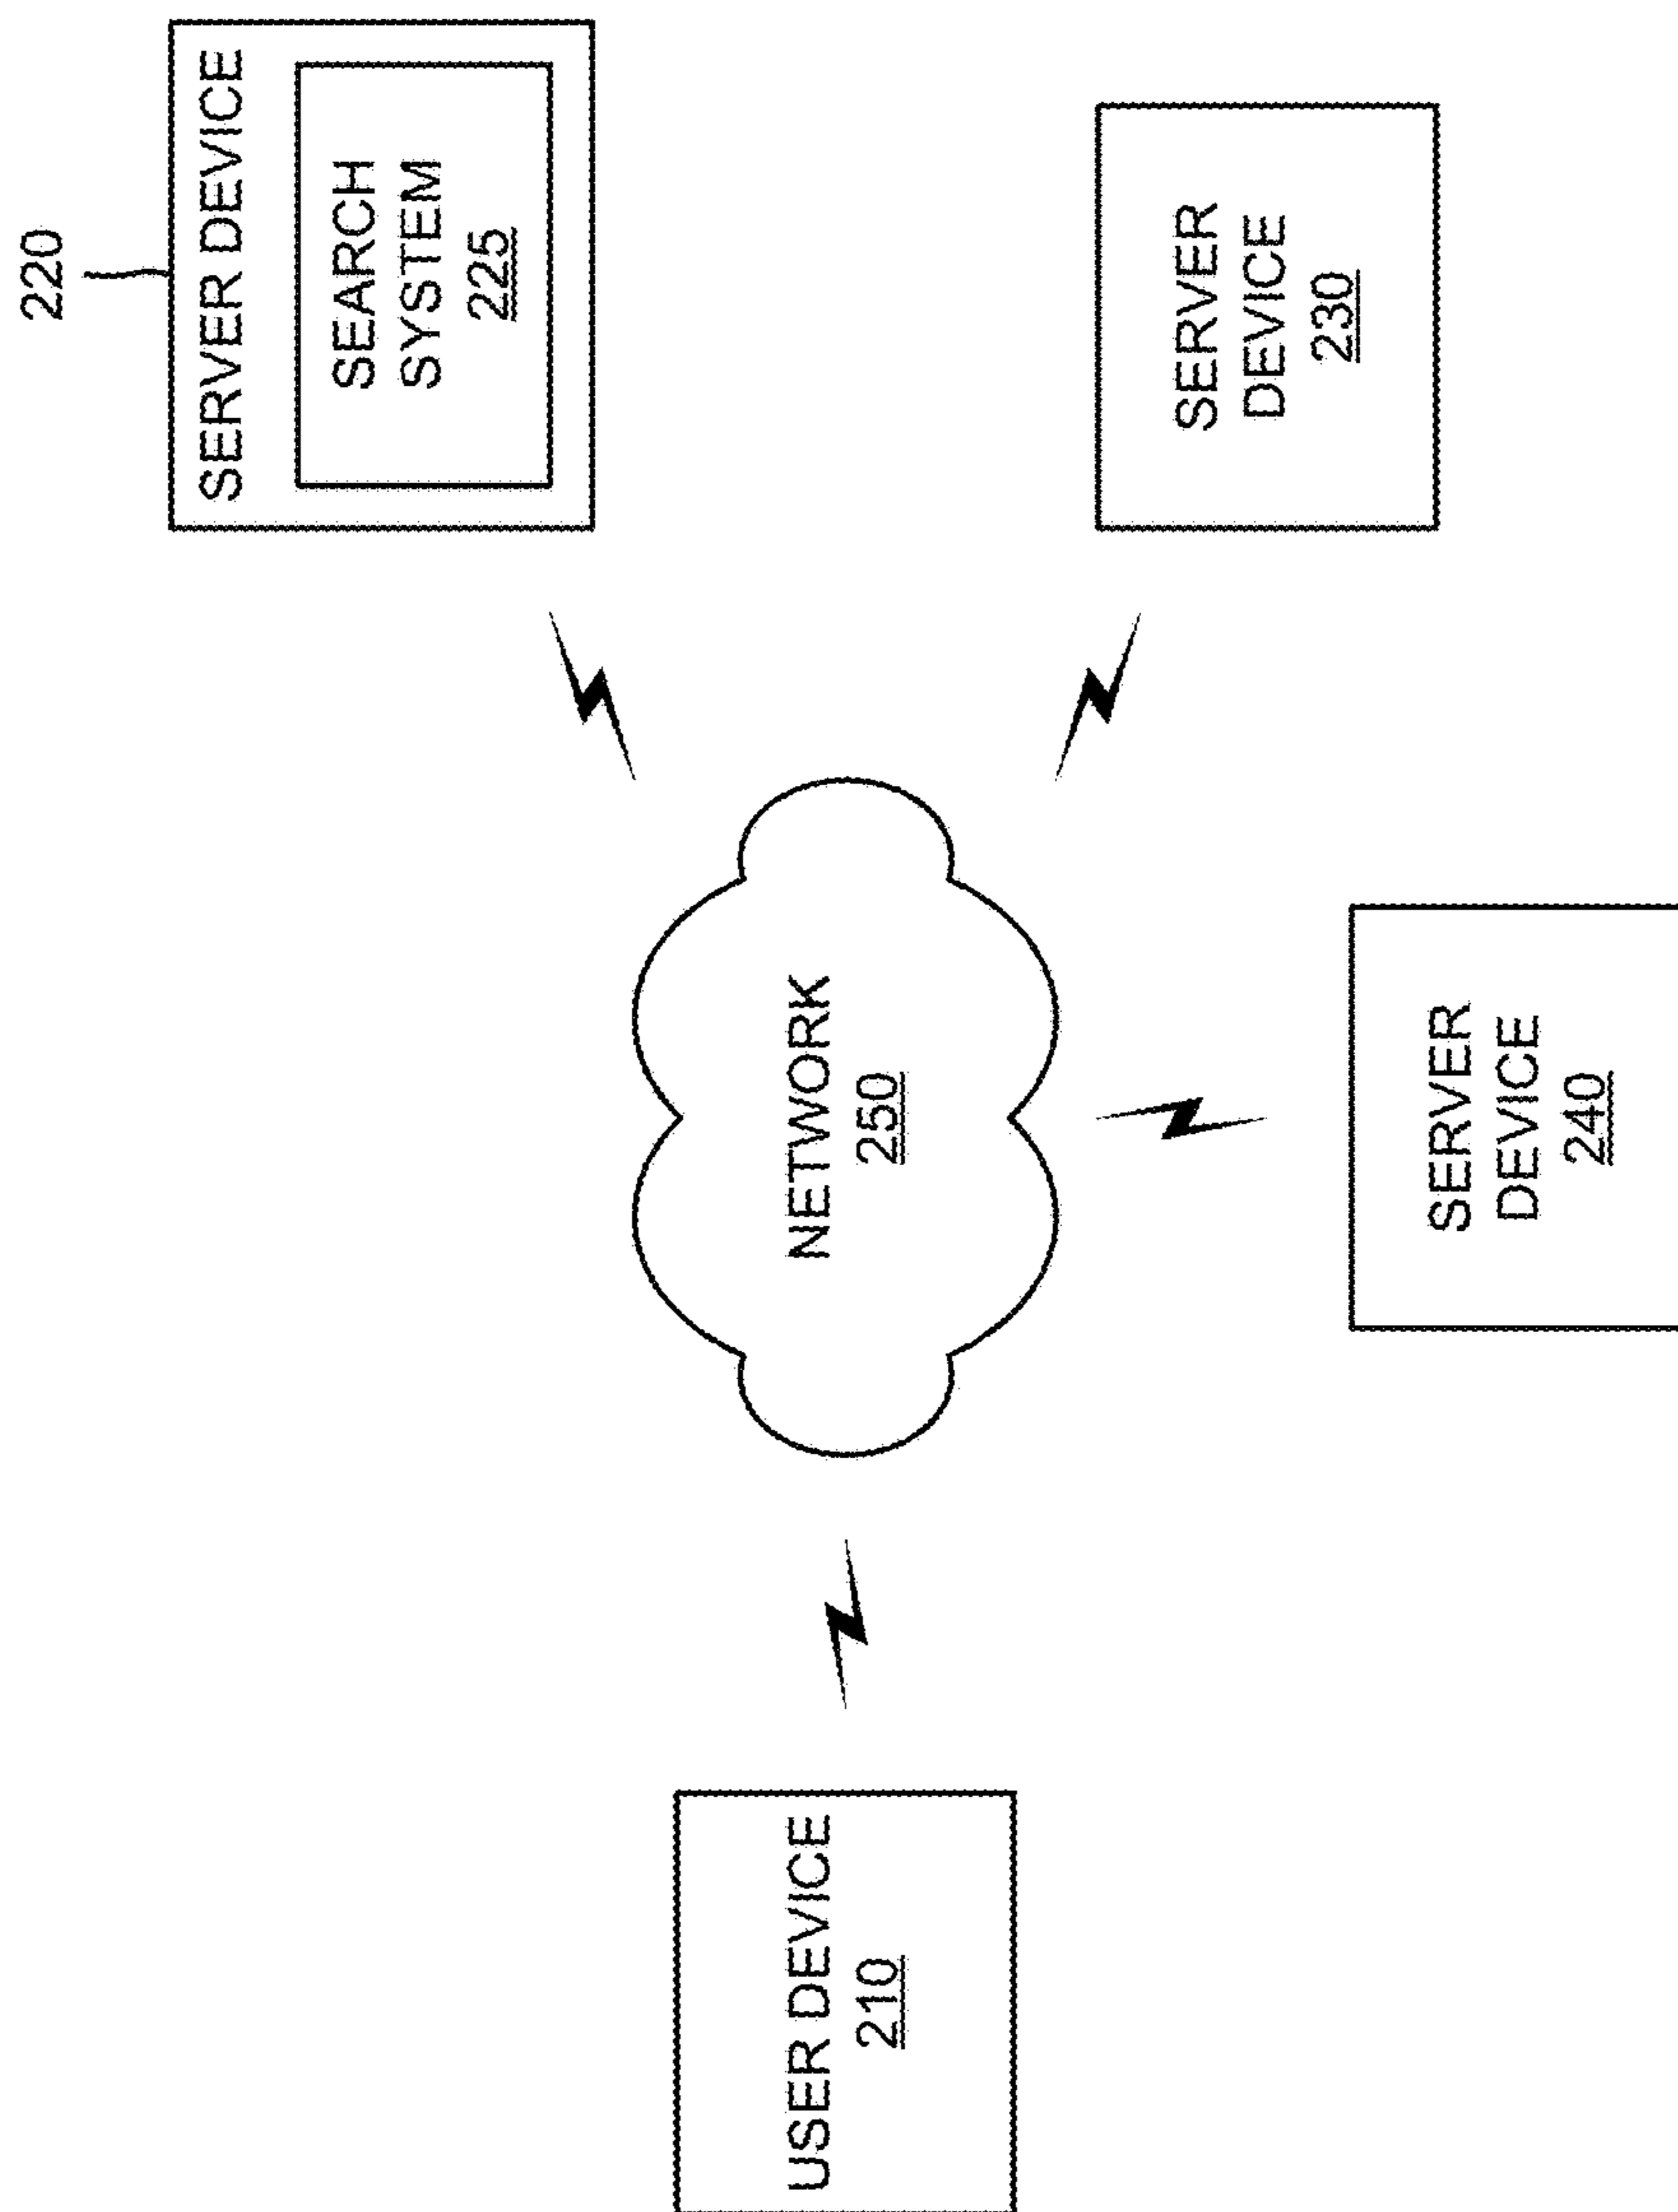 220
SERVER DEVICE
SEARCH
SYSTEM
225
USER DEVICE
210
NETWORK
250
SERVER
DEVICE
230
SERVER
DEVICE
240